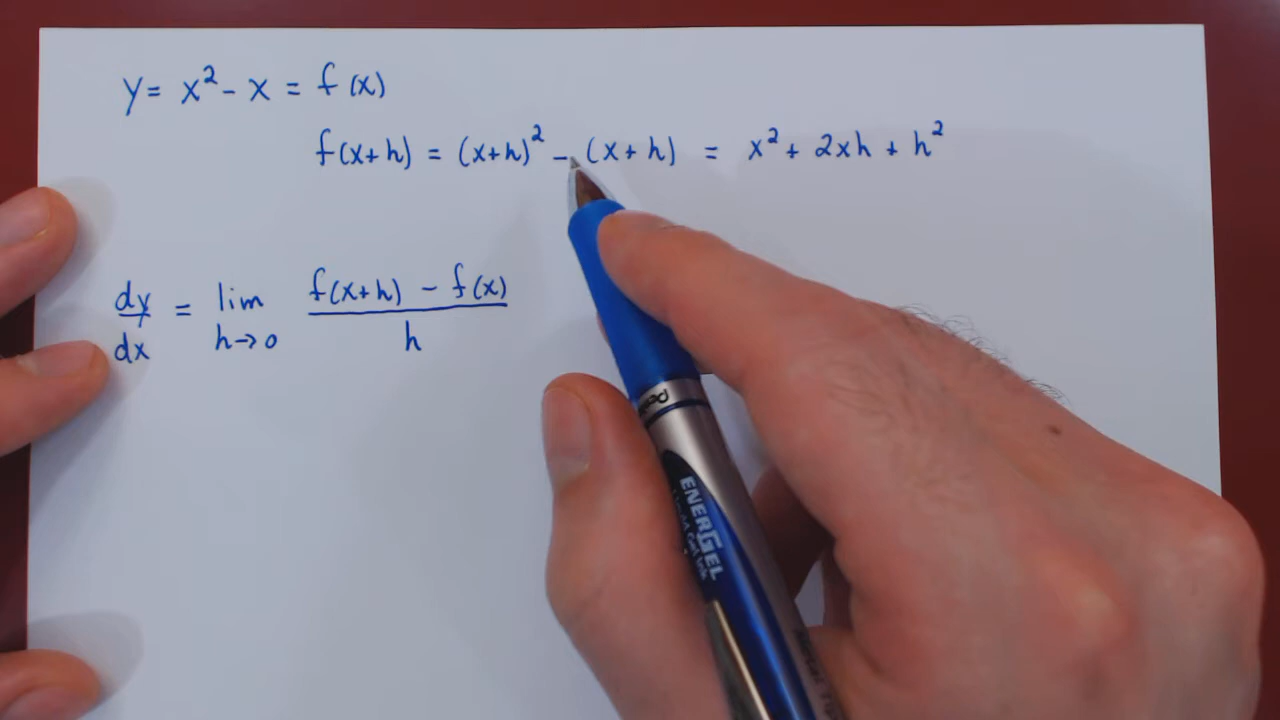 y = x² - x = f(x)
f(x+h) = (x+h)² - (x+h) = x² + 2xh + h²
dy/dx = lim h→0 f(x+h) - f(x) / h
ENERGEL